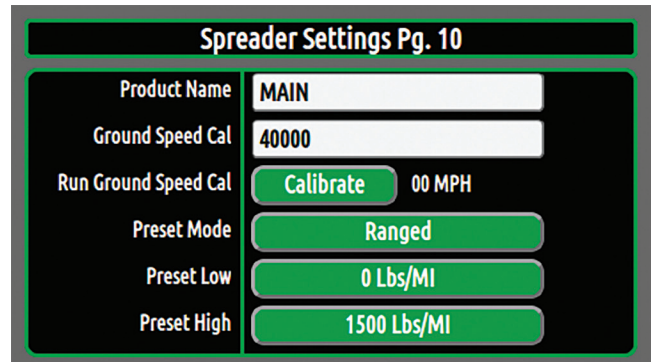 Spreader Settings Pg. 10
Product Name MAIN
Ground Speed Cal 40000
Run Ground Speed Cal Calibrate 00 MPH
Preset Mode Ranged
Preset Low 0 Lbs/MI
Preset High 1500 Lbs/MI